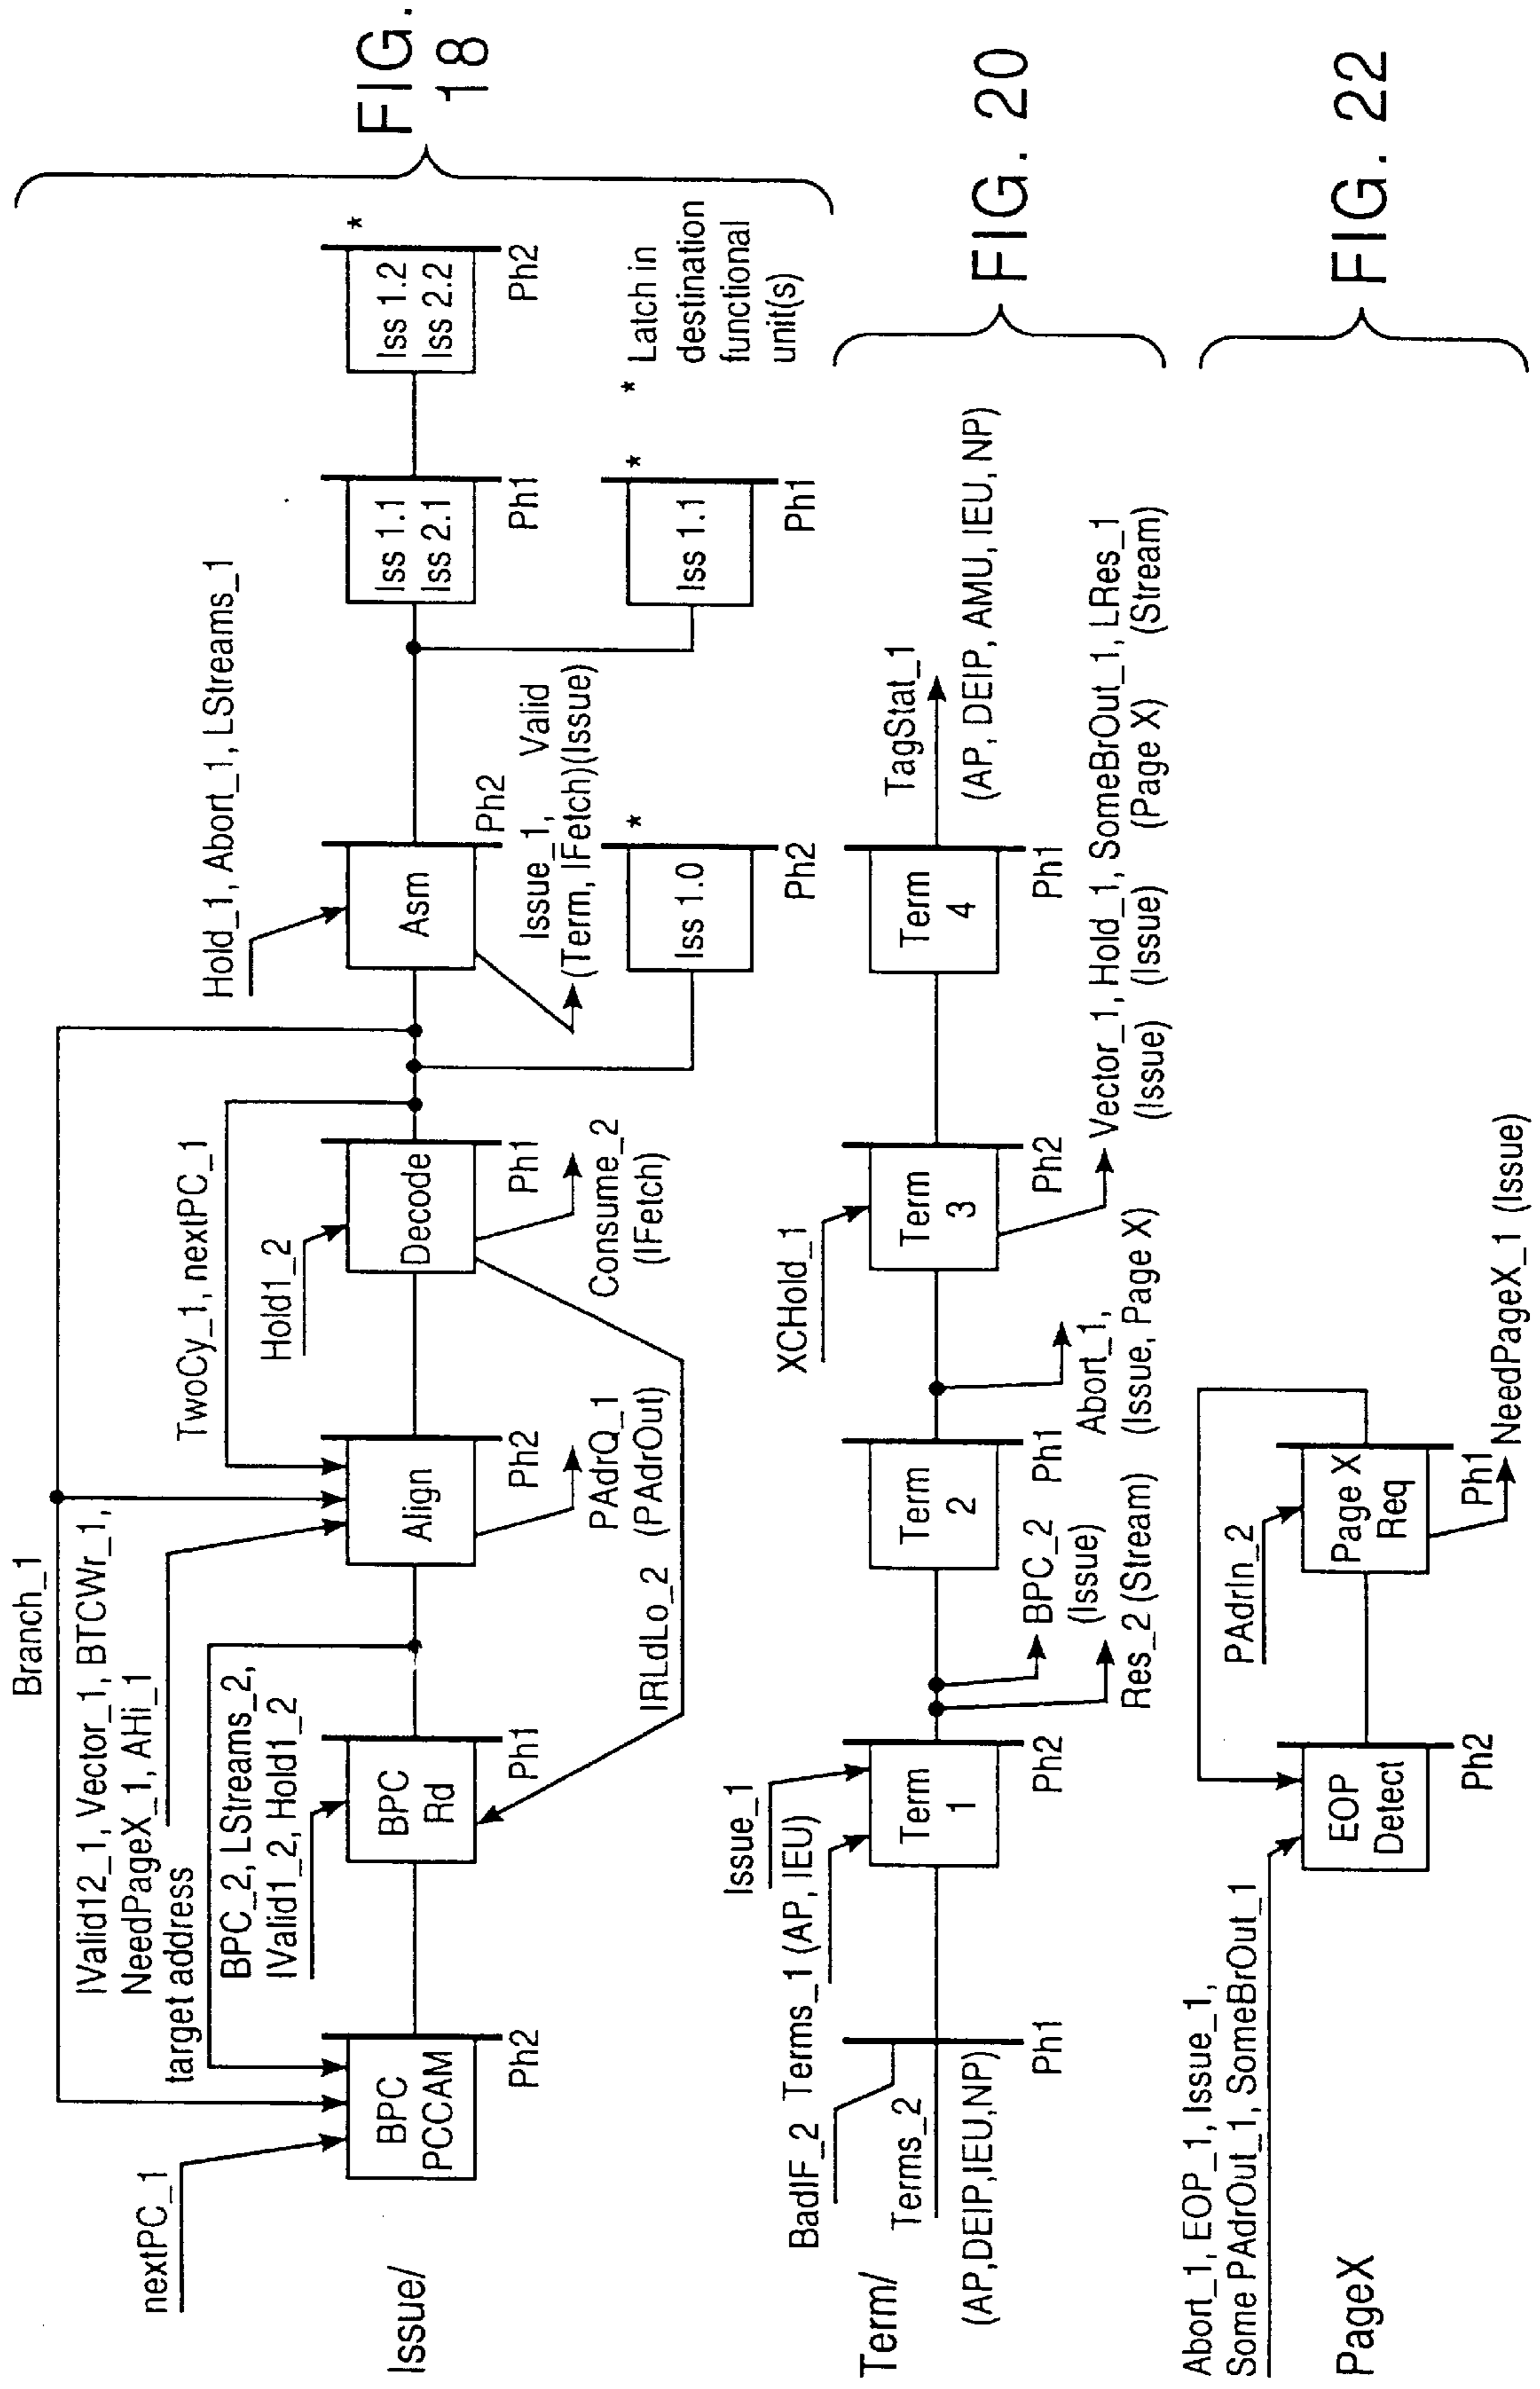 FIG. 18
Issue/
nextPC_1
Branch_1
IValid12_1, Vector_1, BTCWr_1,
NeedPageX_1, AHi_1
target address
BPC_2, LStreams_2,
IValid1_2, Hold1_2
TwoCy_1, nextPC_1
Hold1_2
Hold_1, Abort_1, LStreams_1
BPC
PCCAM
Ph2
BPC
Rd
Ph1
Align
Ph2
Decode
Ph1
Asm
Ph2
Iss 1.1
Iss 2.1
Ph1
Iss 1.2
Iss 2.2
*
Ph2
IRLdLo_2
PAdrQ_1
(PAdrOut)
Consume_2
(IFetch)
Issue_1, Valid
(Term, IFetch)(Issue)
Iss 1.0
*
Ph2
Iss 1.1
*
Ph1
* Latch in
destination
functional
unit(s)
FIG. 20
Term/
BadIF_2
Terms_2
(AP,DEIP,IEU,NP)
Ph1
Terms_1 (AP, IEU)
Issue_1
Term
1
Ph2
BPC_2
(Issue)
Res_2 (Stream)
Term
2
Ph1
Abort_1,
(Issue, Page X)
XCHold_1
Term
3
Ph2
Vector_1, Hold_1, SomeBrOut_1, LRes_1
(Issue) (Issue) (Page X) (Stream)
Term
4
Ph1
TagStat_1
(AP, DEIP, AMU, IEU, NP)
FIG. 22
PageX
Abort_1, EOP_1, Issue_1,
Some PAdrOut_1, SomeBrOut_1
EOP
Detect
Ph2
PAdrIn_2
Page X
Req
Ph1
NeedPageX_1 (Issue)